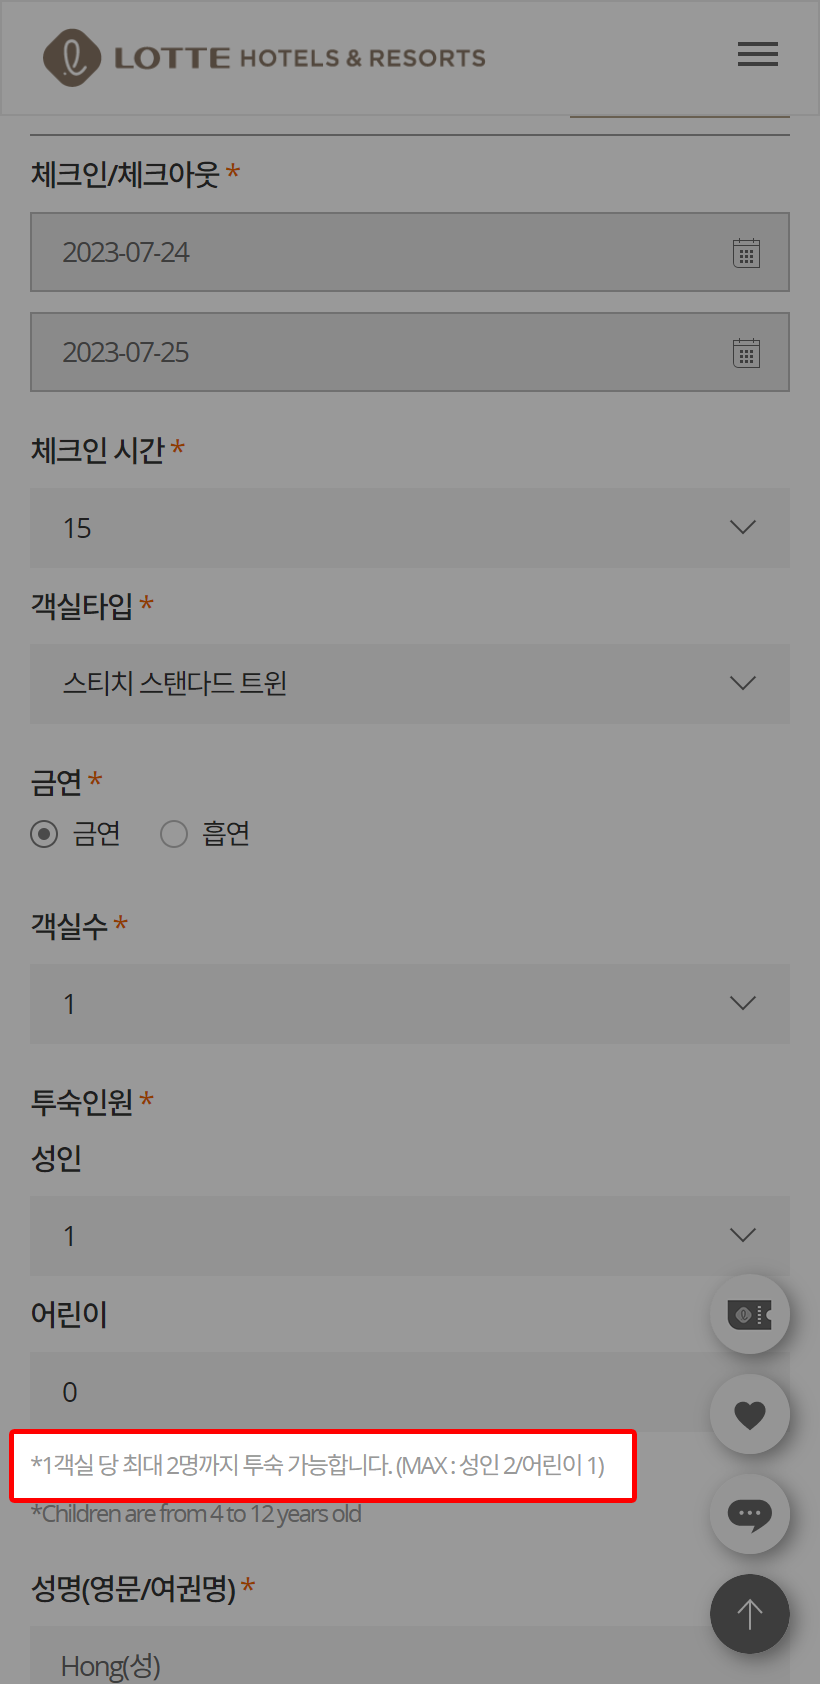 LOTTE HOTELS & RESORTS
체크인/체크아웃 *
2023-07-24
2023-07-25
체크인 시간 *
15
객실타입 *
스티치 스탠다드 트윈
금연 *
금연 흡연
객실수 *
1
투숙인원 *
성인
1
어린이
0
*1객실 당 최대 2명까지 투숙 가능합니다. (MAX : 성인 2/어린이 1)
*Children are from 4 to 12 years old
성명(영문/여권명) *
Hong(성)